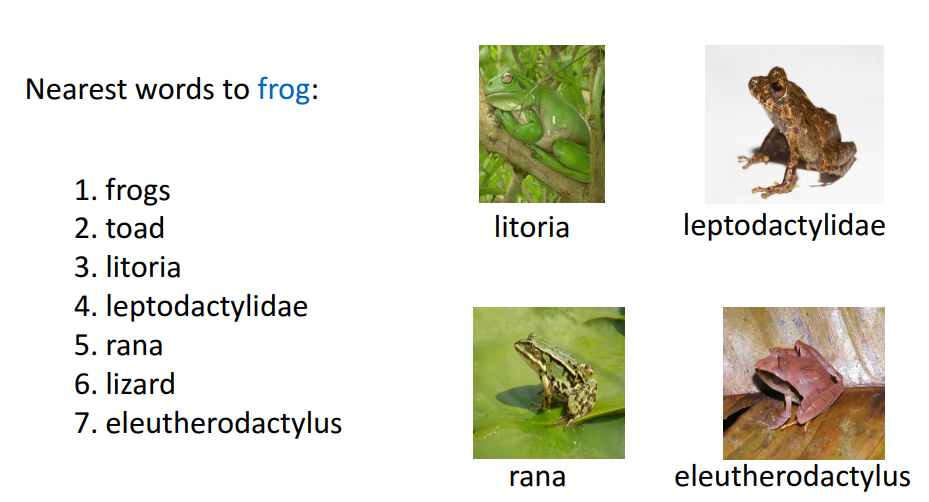 Nearest words to frog:
1. frogs
2. toad
3. litoria
4. leptodactylidae
5. rana
6. lizard
7. eleutherodactylus
litoria
leptodactylidae
rana
eleutherodactylus